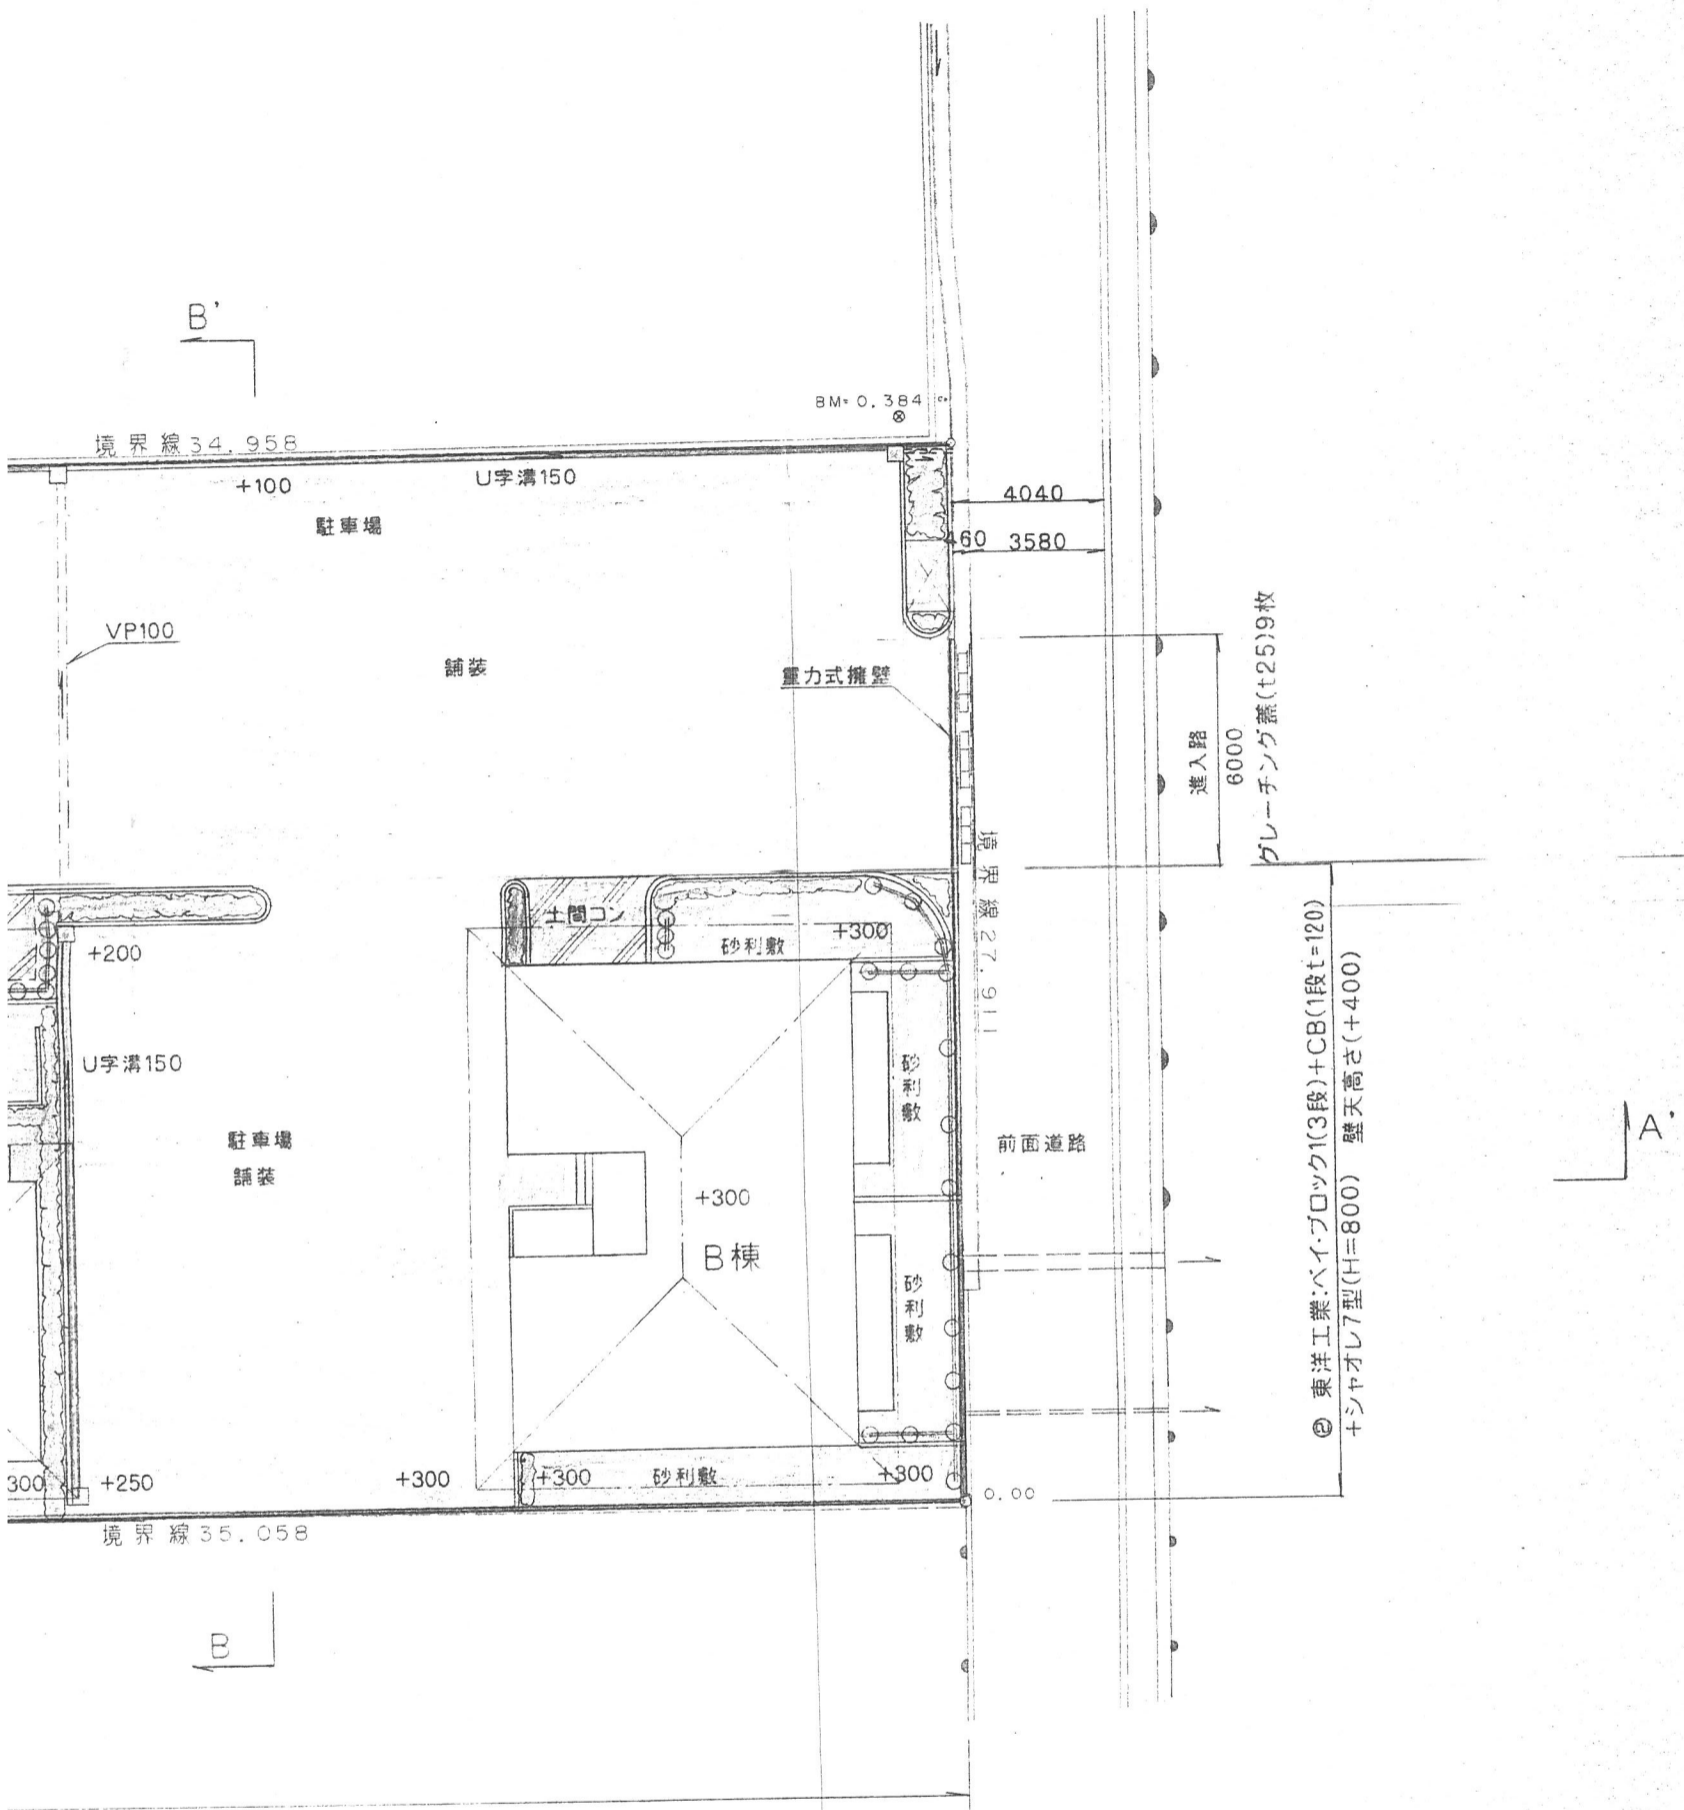 B'
BM=0.384
境界線34.958
+100
U字溝150
駐車場
4040
460 3580
VP100
舗装
重力式擁壁
進入路
6000
グレーチング蓋(t25)9枚
境界線27.911
土間コン
+300
砂利敷
+200
U字溝150
砂利敷
駐車場
舗装
前面道路
+300
B棟
砂利敷
東洋工業:ベイ・ブロック1(3段)+CB(1段t=120)
+シャオレ7型(H=800) 壁天高さ(+400)
A'
300
+250
+300
+300
砂利敷
+300
0.00
境界線35.058
B